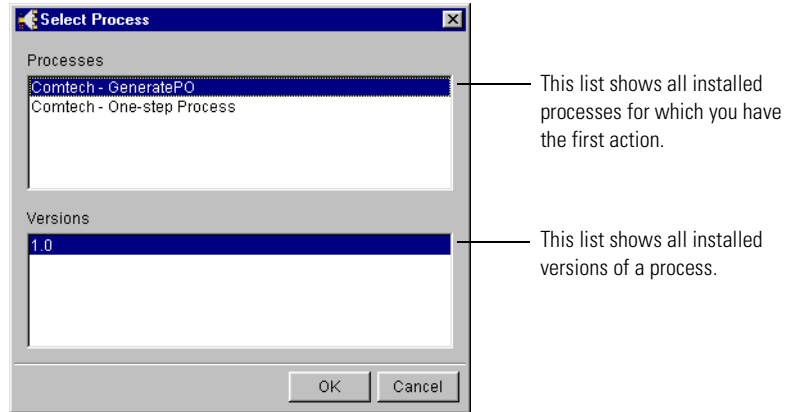 Select Process
Processes
Comtech - GeneratePO
Comtech - One-step Process
This list shows all installed
processes for which you have
the first action.
Versions
1.0
This list shows all installed
versions of a process.
OK
Cancel